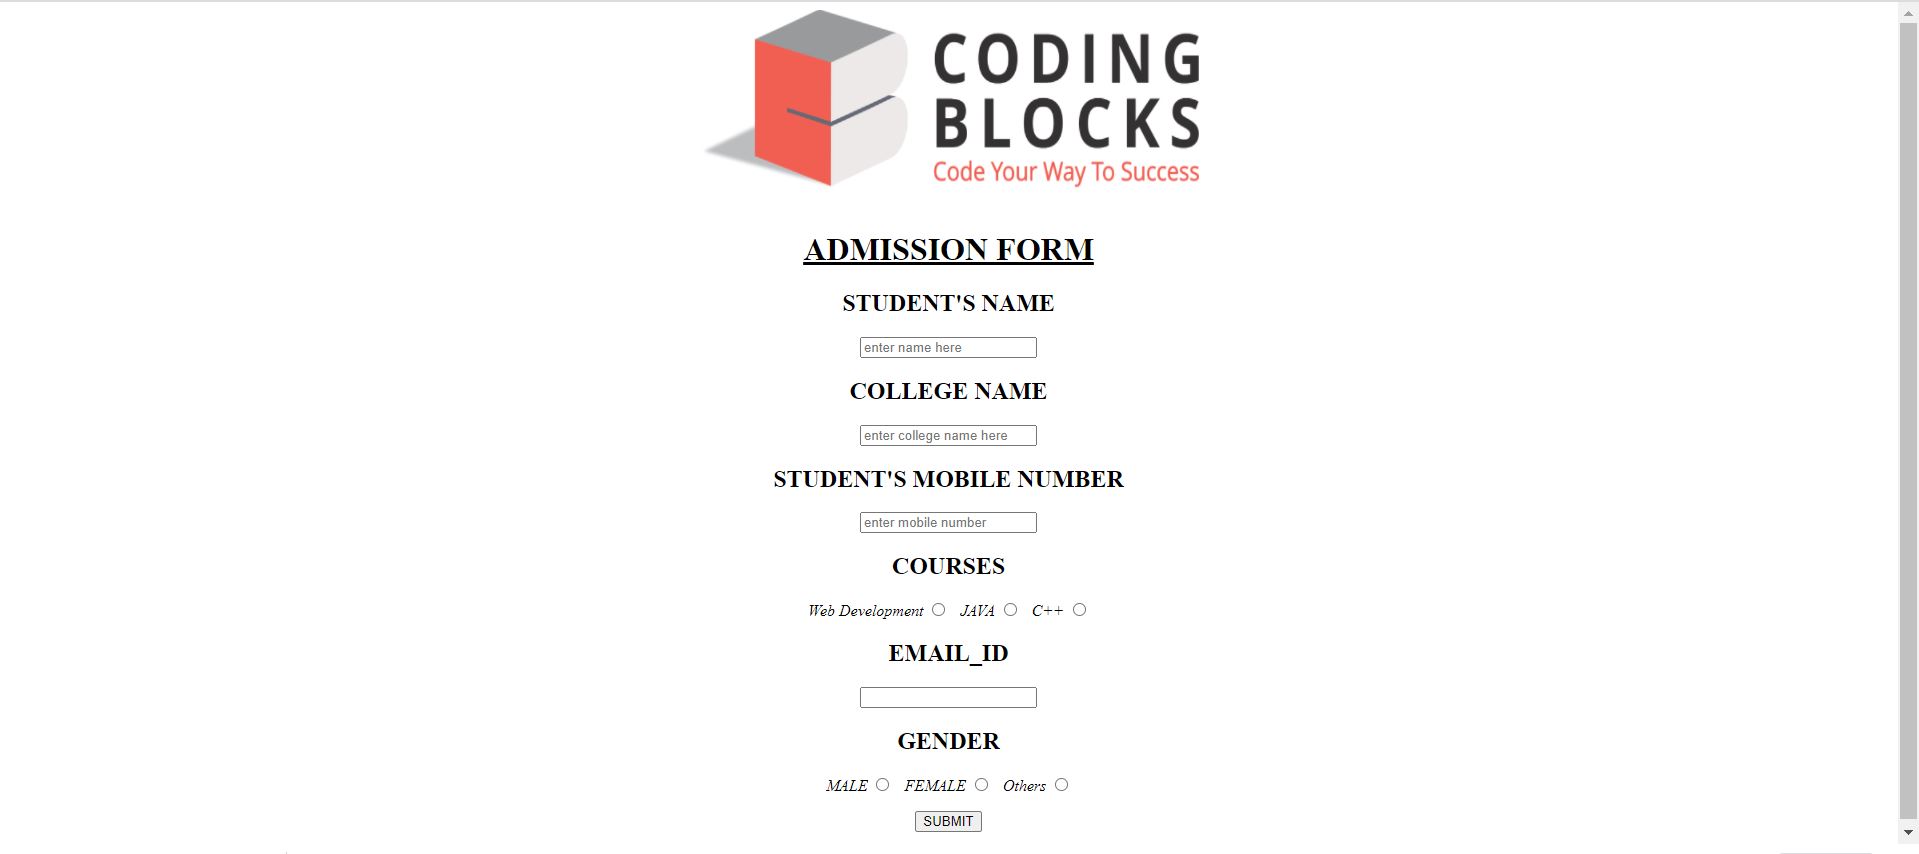 CODING
BLOCKS
Code Your Way To Success
ADMISSION FORM
STUDENT'S NAME
enter name here
COLLEGE NAME
enter college name here
STUDENT'S MOBILE NUMBER
enter mobile number
COURSES
Web Development JAVA C++
EMAIL_ID
GENDER
MALE FEMALE Others
SUBMIT